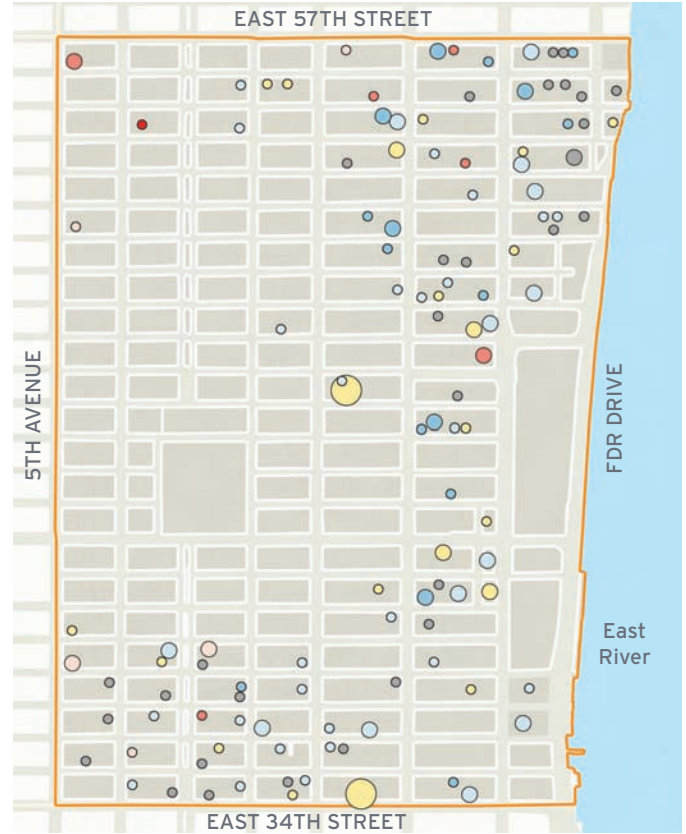 EAST 57TH STREET
5TH AVENUE
FDR DRIVE
East
River
EAST 34TH STREET